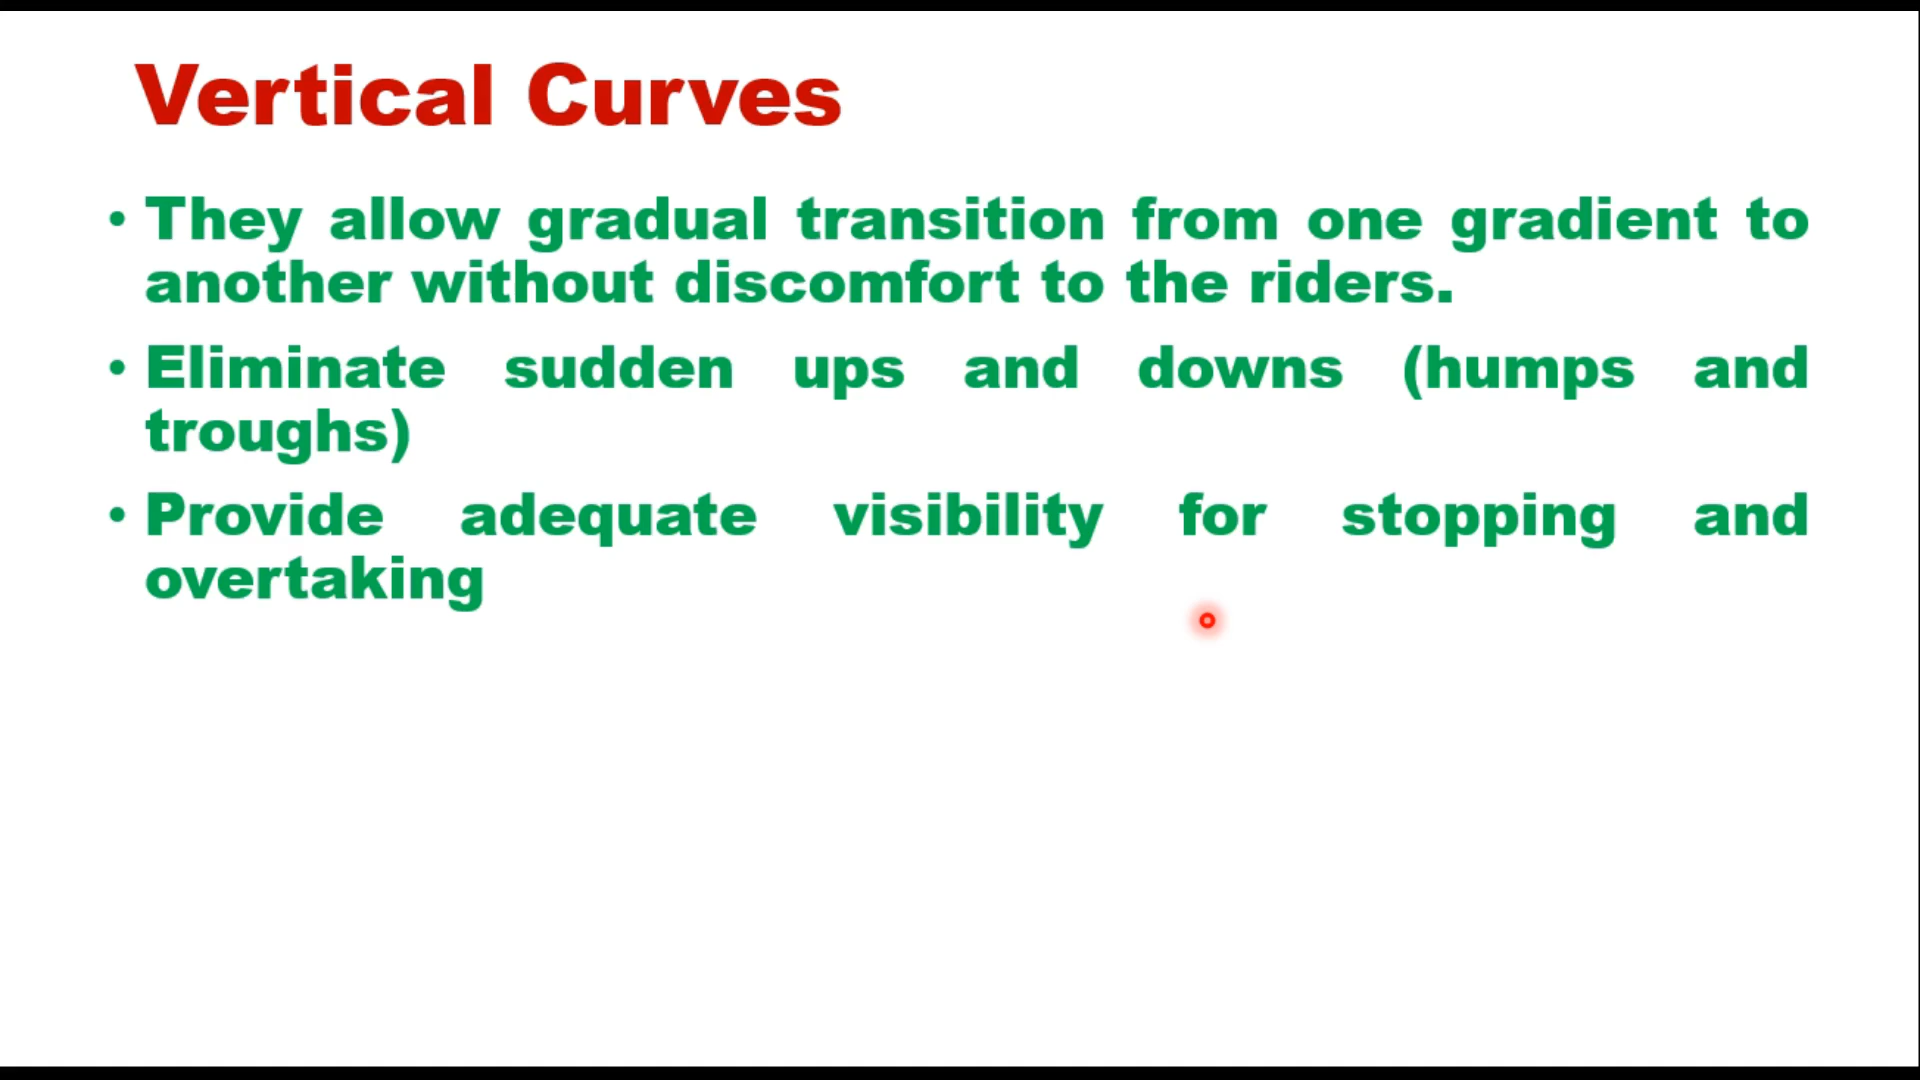 Vertical Curves
• They allow gradual transition from one gradient to
another without discomfort to the riders.
• Eliminate sudden ups and downs (humps and
troughs)
• Provide adequate visibility for stopping and
overtaking